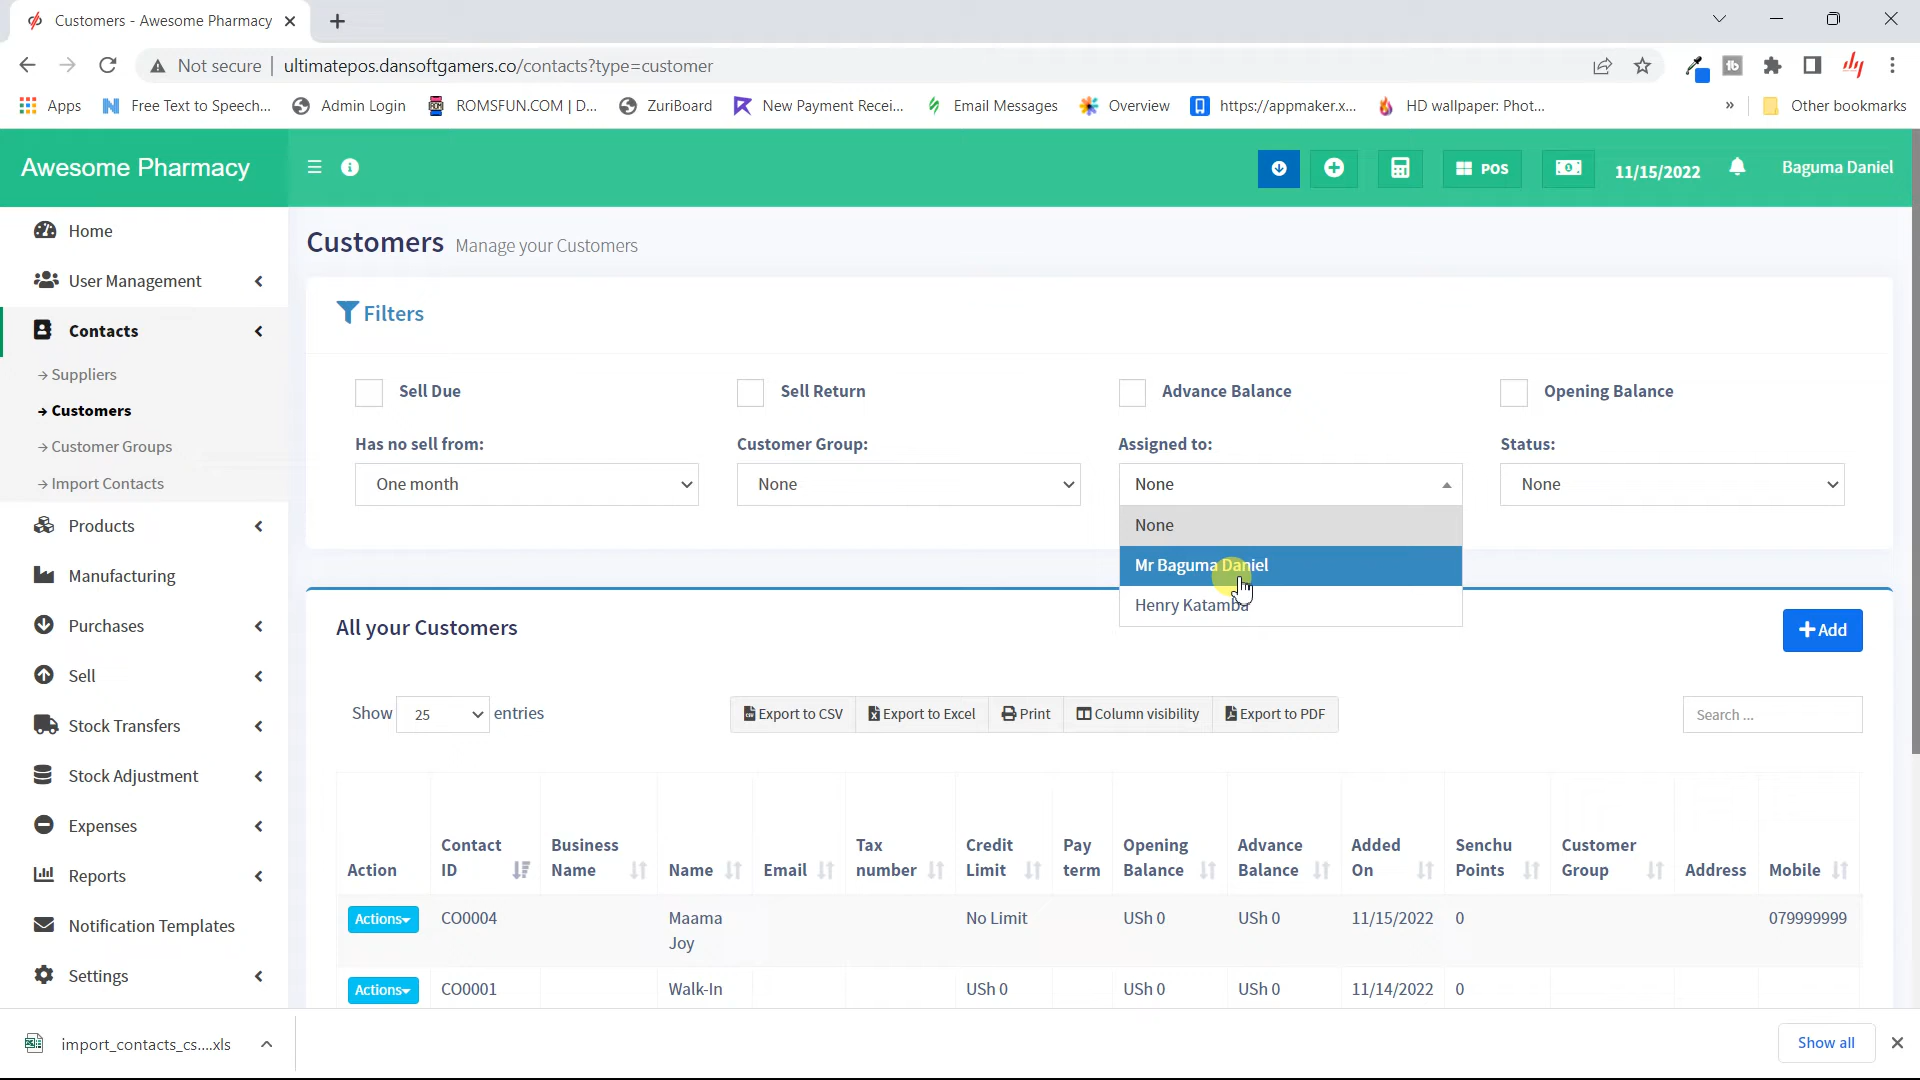 Customers - Awesome Pharmacy
Not secure | ultimatepos.dansoftgamers.co/contacts?type=customer
Apps
Free Text to Speech...
Admin Login
ROMSFUN.COM | D...
ZuriBoard
New Payment Recei...
Email Messages
Overview
https://appmaker.x...
HD wallpaper: Phot...
»
Other bookmarks
Awesome Pharmacy
POS
11/15/2022
Baguma Daniel
Home
User Management
Contacts
Suppliers
Customers
Customer Groups
Import Contacts
Products
Manufacturing
Purchases
Sell
Stock Transfers
Stock Adjustment
Expenses
Reports
Notification Templates
Settings
Customers Manage your Customers
Filters
Sell Due
Sell Return
Advance Balance
Opening Balance
Has no sell from:
Customer Group:
Assigned to:
Status:
One month
None
None
None
None
Mr Baguma Daniel
Henry Katamba
All your Customers
Add
Show 25 entries
Export to CSV
Export to Excel
Print
Column visibility
Export to PDF
Search ...
Action
Contact ID
Business Name
Name
Email
Tax number
Credit Limit
Pay term
Opening Balance
Advance Balance
Added On
Senchu Points
Customer Group
Address
Mobile
Actions CO0004 Maama Joy No Limit USh 0 USh 0 11/15/2022 0 079999999
Actions CO0001 Walk-In USh 0 USh 0 USh 0 11/14/2022 0
import_contacts_cs....xls
Show all